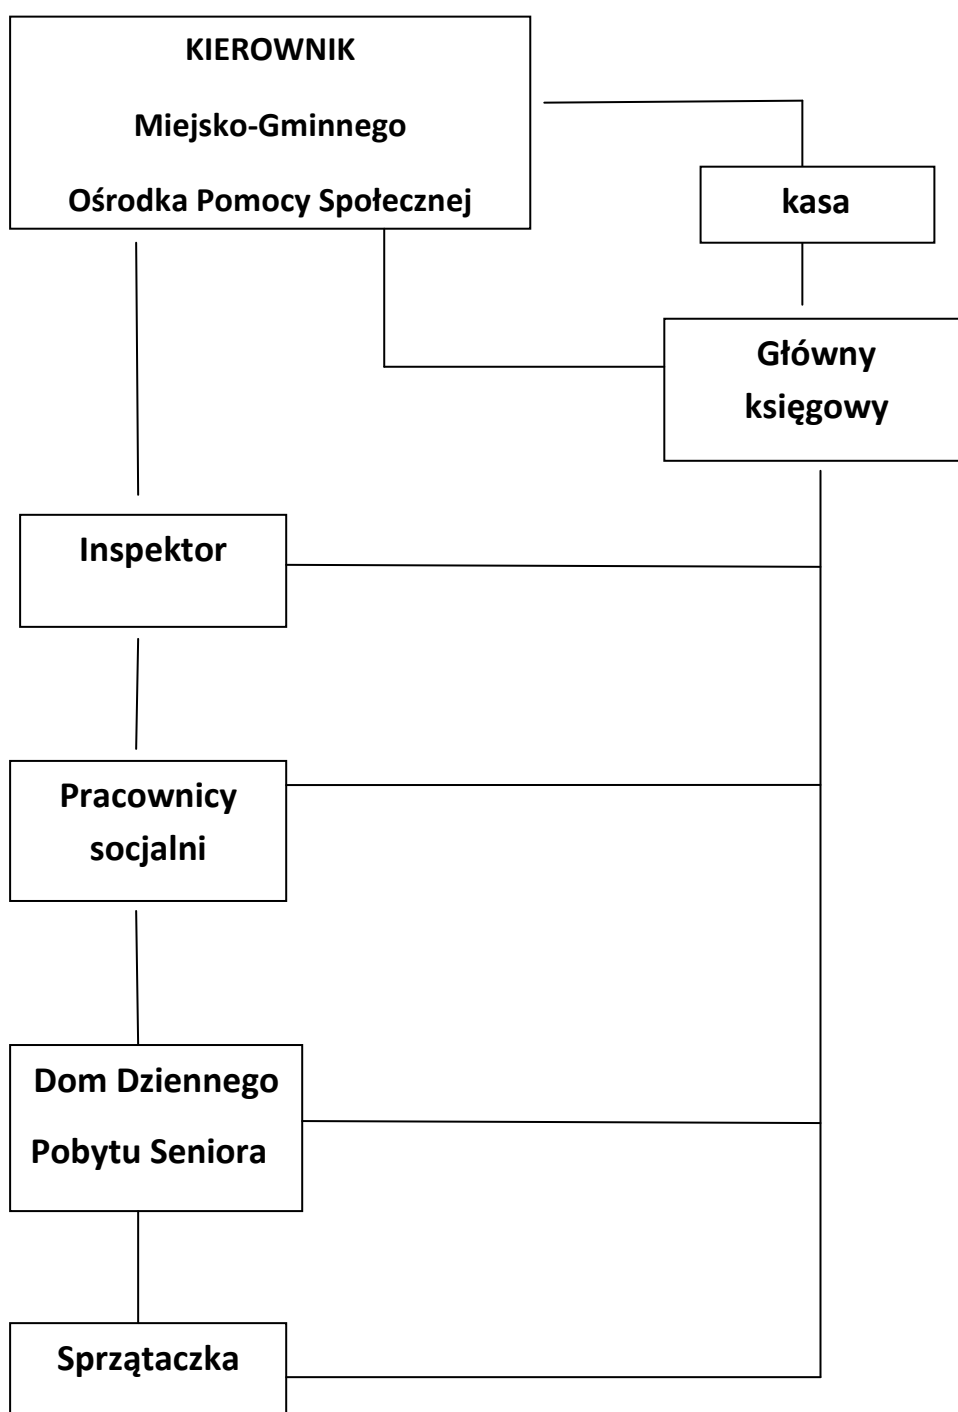 KIEROWNIK
Miejsko-Gminnego
Ośrodka Pomocy Społecznej
kasa
Główny
księgowy
Inspektor
Pracownicy
socjalni
Dom Dziennego
Pobytu Seniora
Sprzątaczka